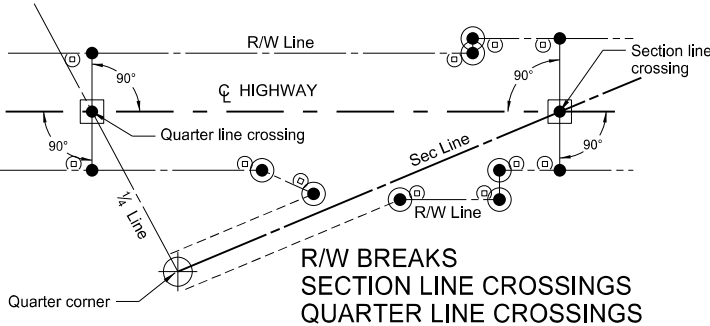 R/W Line
Section line
crossing
90°
90°
℄ HIGHWAY
Quarter line crossing
90°
90°
Sec Line
¼ Line
R/W Line
Quarter corner
R/W BREAKS
SECTION LINE CROSSINGS
QUARTER LINE CROSSINGS